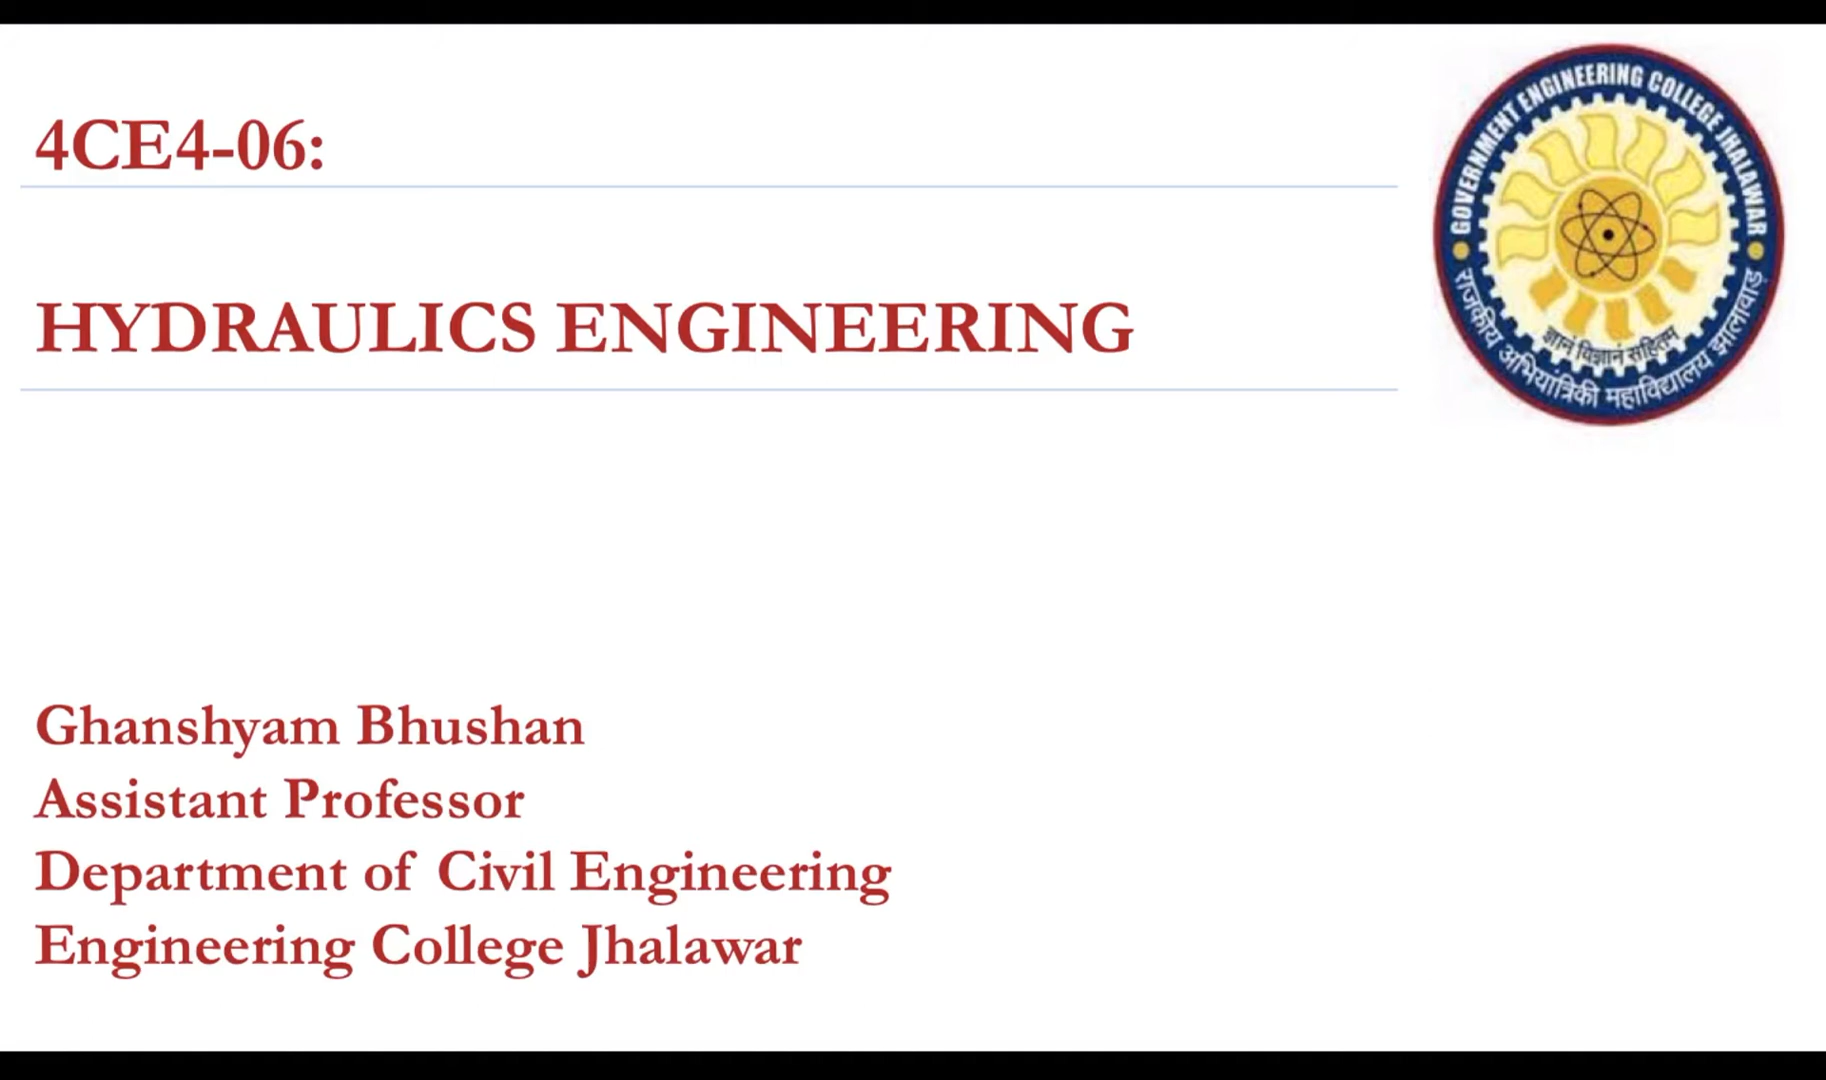 4CE4-06:
HYDRAULICS ENGINEERING
GOVERNMENT ENGINEERING COLLEGE JHALAWAR
ज्ञानं विज्ञानं सहितम्
राजकीय अभियांत्रिकी महाविद्यालय झालावाड़
Ghanshyam Bhushan
Assistant Professor
Department of Civil Engineering
Engineering College Jhalawar